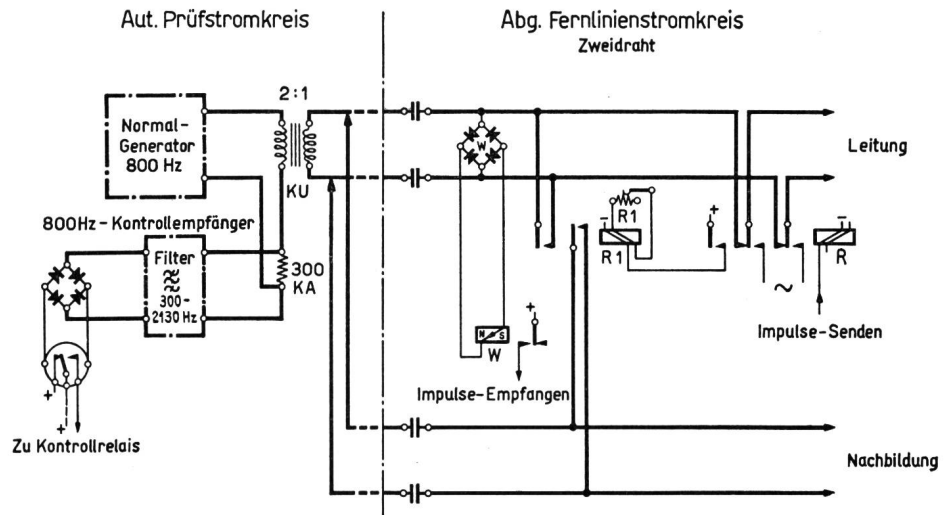 Aut. Prüfstromkreis
Abg. Fernlinienstromkreis
Zweidraht
2:1
Normal-
Generator
800 Hz
KU
Leitung
800Hz-Kontrollempfänger
Filter
300-
2130 Hz
300
KA
W
R1
R1
+
~
R
Impulse-Senden
N S
W
+
Impulse-Empfangen
+
+
Zu Kontrollrelais
Nachbildung